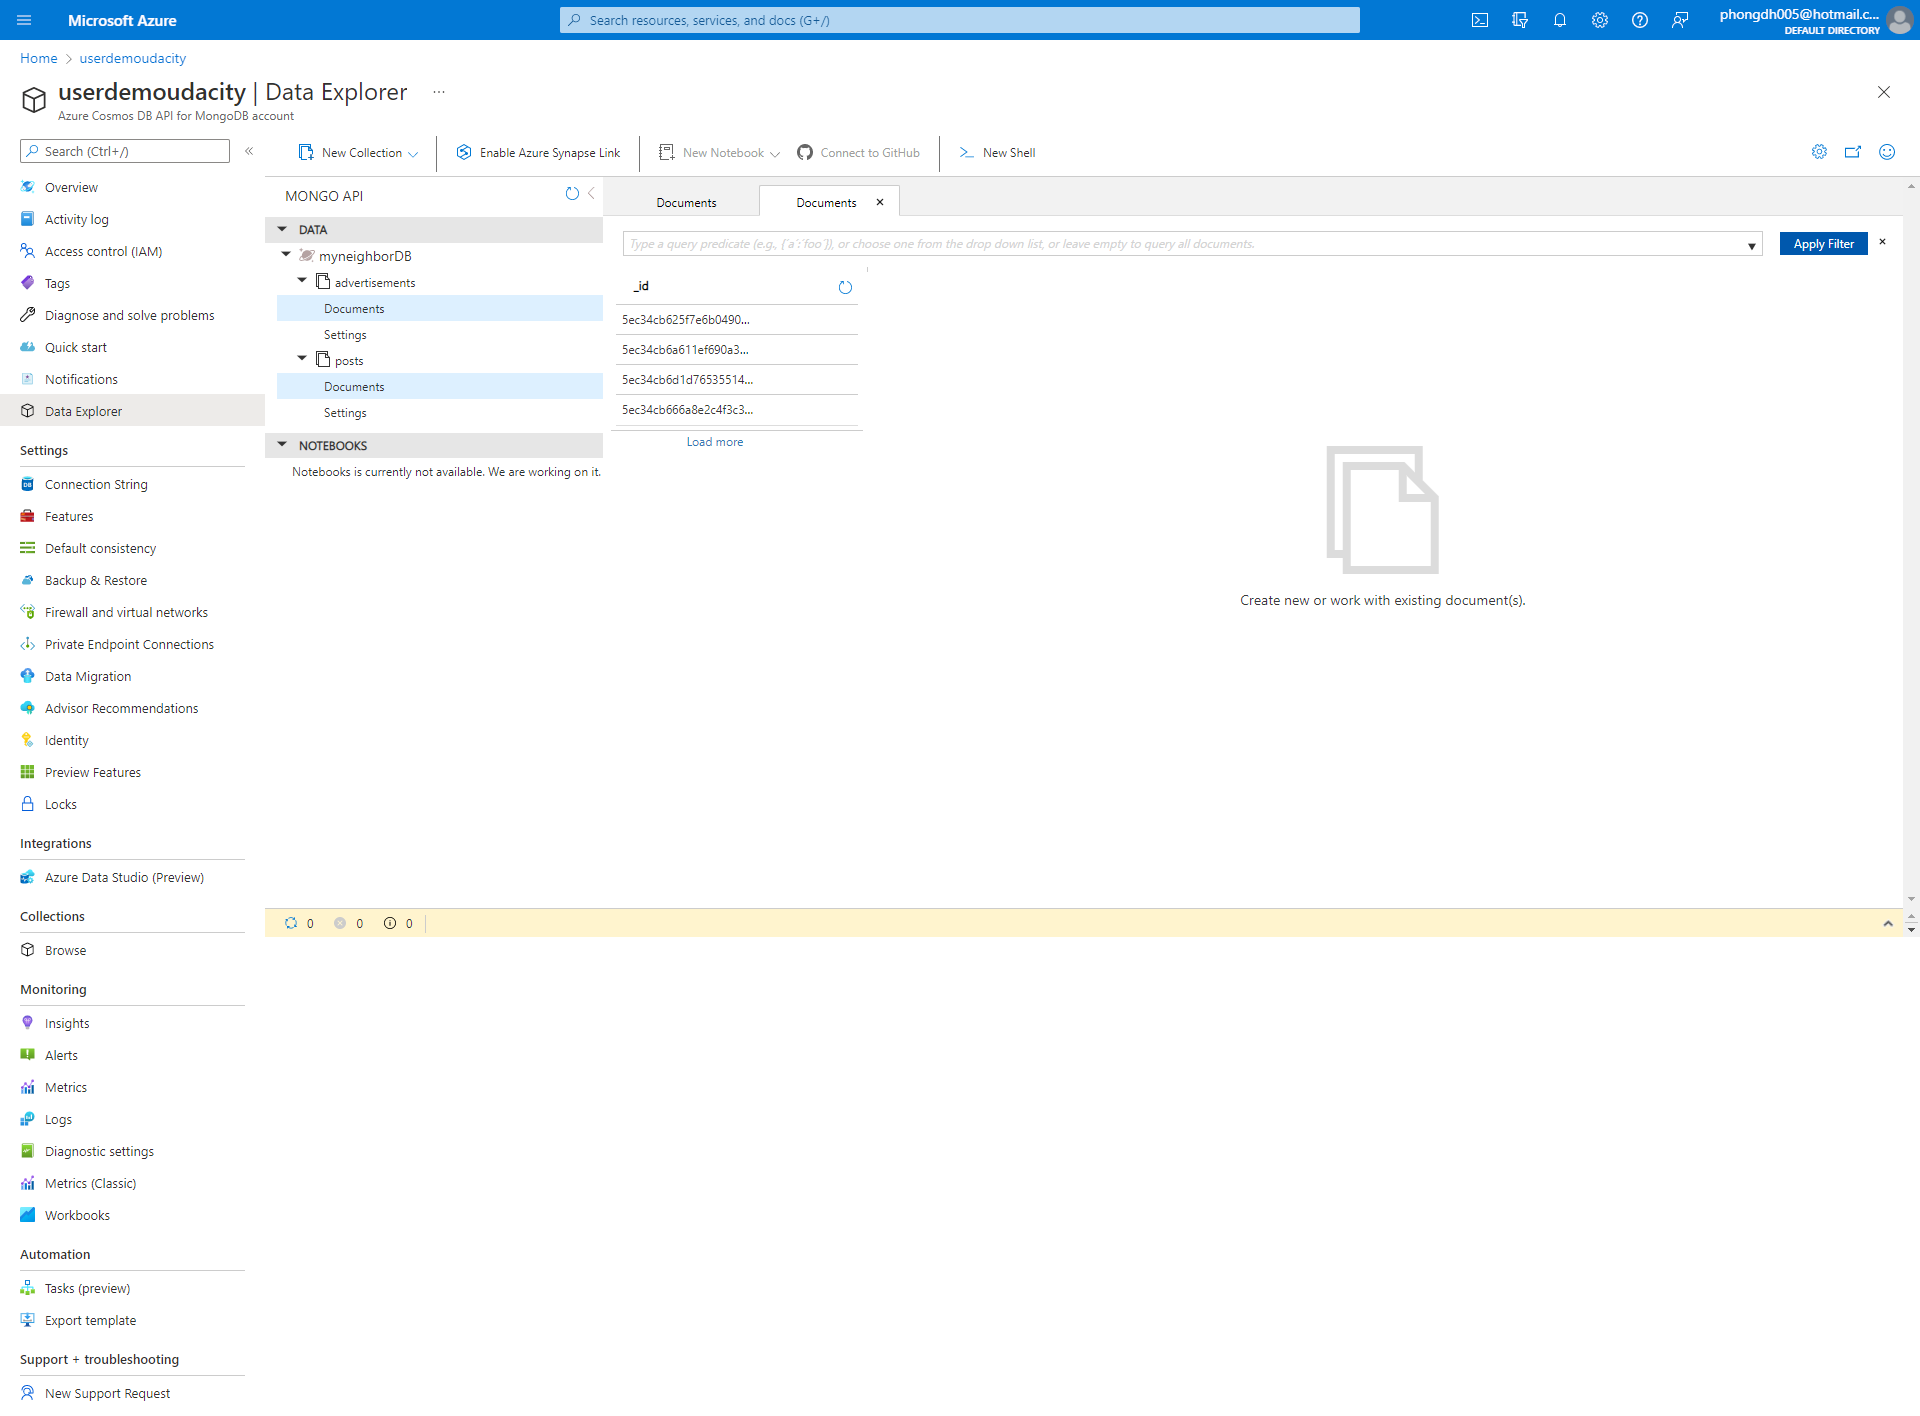 Microsoft Azure
Search resources, services, and docs (G+/)
phongdh005@hotmail.c...
DEFAULT DIRECTORY
Home > userdemoudacity
userdemoudacity | Data Explorer ...
Azure Cosmos DB API for MongoDB account
Search (Ctrl+/)
«
Overview
Activity log
Access control (IAM)
Tags
Diagnose and solve problems
Quick start
Notifications
Data Explorer
Settings
Connection String
Features
Default consistency
Backup & Restore
Firewall and virtual networks
Private Endpoint Connections
Data Migration
Advisor Recommendations
Identity
Preview Features
Locks
Integrations
Azure Data Studio (Preview)
Collections
Browse
Monitoring
Insights
Alerts
Metrics
Logs
Diagnostic settings
Metrics (Classic)
Workbooks
Automation
Tasks (preview)
Export template
Support + troubleshooting
New Support Request
New Collection
Enable Azure Synapse Link
New Notebook
Connect to GitHub
New Shell
MONGO API
DATA
myneighborDB
advertisements
Documents
Settings
posts
Documents
Settings
NOTEBOOKS
Notebooks is currently not available. We are working on it.
Documents
Documents
Type a query predicate (e.g., {´a´:´foo´}), or choose one from the drop down list, or leave empty to query all documents.
Apply Filter
_id
5ec34cb625f7e6b0490...
5ec34cb6a611ef690a3...
5ec34cb6d1d76535514...
5ec34cb666a8e2c4f3c3...
Load more
Create new or work with existing document(s).
0 0 0